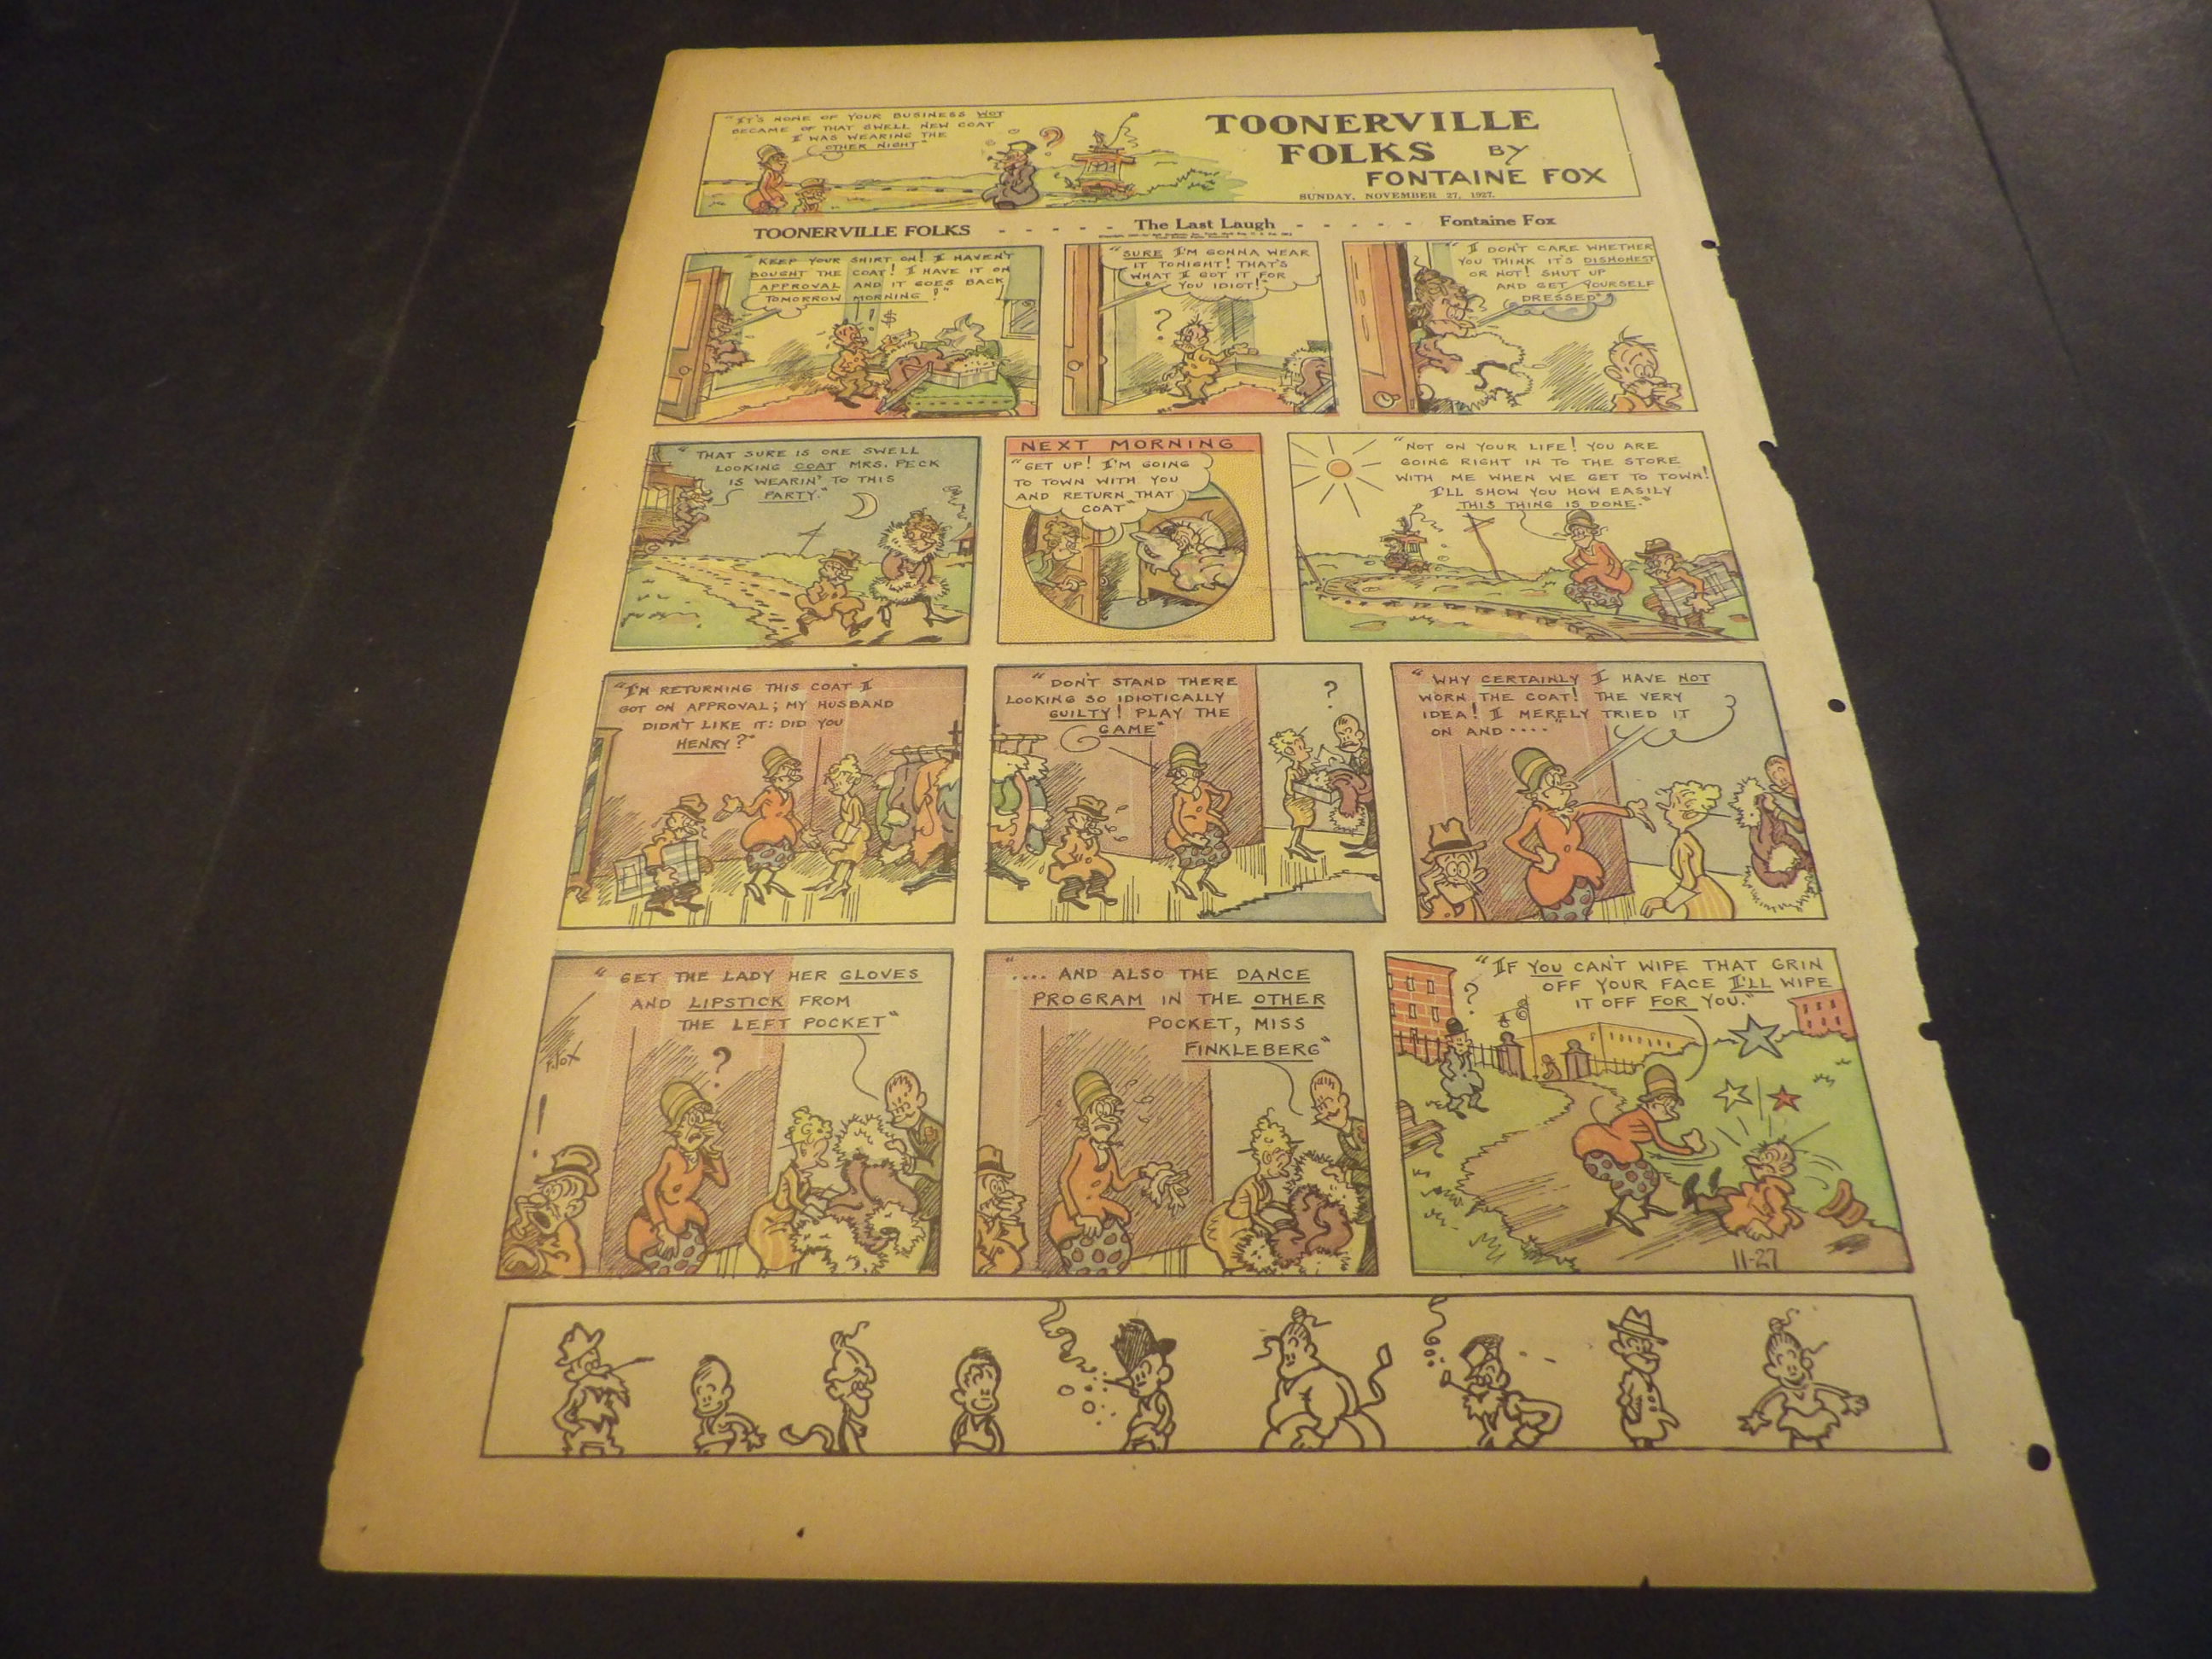 "IT'S NONE OF YOUR BUSINESS WOT
BECAME OF THAT SWELL NEW COAT
I WAS WEARING THE
OTHER NIGHT"
TOONERVILLE
FOLKS BY
FONTAINE FOX
SUNDAY, NOVEMBER 27, 1927.
TOONERVILLE FOLKS - - - - - The Last Laugh - - - - - Fontaine Fox
"KEEP YOUR SHIRT ON! I HAVEN'T
BOUGHT THE COAT! I HAVE IT ON
APPROVAL AND IT GOES BACK
TOMORROW MORNING!"
! $
"SURE I'M GONNA WEAR
IT TONIGHT! THAT'S
WHAT I GOT IT FOR
YOU IDIOT!"
?
"I DON'T CARE WHETHER
YOU THINK IT'S DISHONEST
OR NOT! SHUT UP
AND GET YOURSELF
DRESSED"
"THAT SURE IS ONE SWELL
LOOKING COAT MRS. PECK
IS WEARIN' TO THIS
PARTY."
NEXT MORNING
"GET UP! I'M GOING
TO TOWN WITH YOU
AND RETURN THAT
COAT"
"NOT ON YOUR LIFE! YOU ARE
GOING RIGHT IN TO THE STORE
WITH ME WHEN WE GET TO TOWN!
I'LL SHOW YOU HOW EASILY
THIS THING IS DONE."
"I'M RETURNING THIS COAT I
GOT ON APPROVAL; MY HUSBAND
DIDN'T LIKE IT: DID YOU
HENRY?"
"DON'T STAND THERE
LOOKING SO IDIOTICALLY
GUILTY! PLAY THE
GAME"
?
"WHY CERTAINLY I HAVE NOT
WORN THE COAT! THE VERY
IDEA! I MERELY TRIED IT
ON AND ····"
"GET THE LADY HER GLOVES
AND LIPSTICK FROM
THE LEFT POCKET"
F. FOX
?
!
".... AND ALSO THE DANCE
PROGRAM IN THE OTHER
POCKET, MISS
FINKLEBERG"
"IF YOU CAN'T WIPE THAT GRIN
OFF YOUR FACE I'LL WIPE
IT OFF FOR YOU."
?
11-27